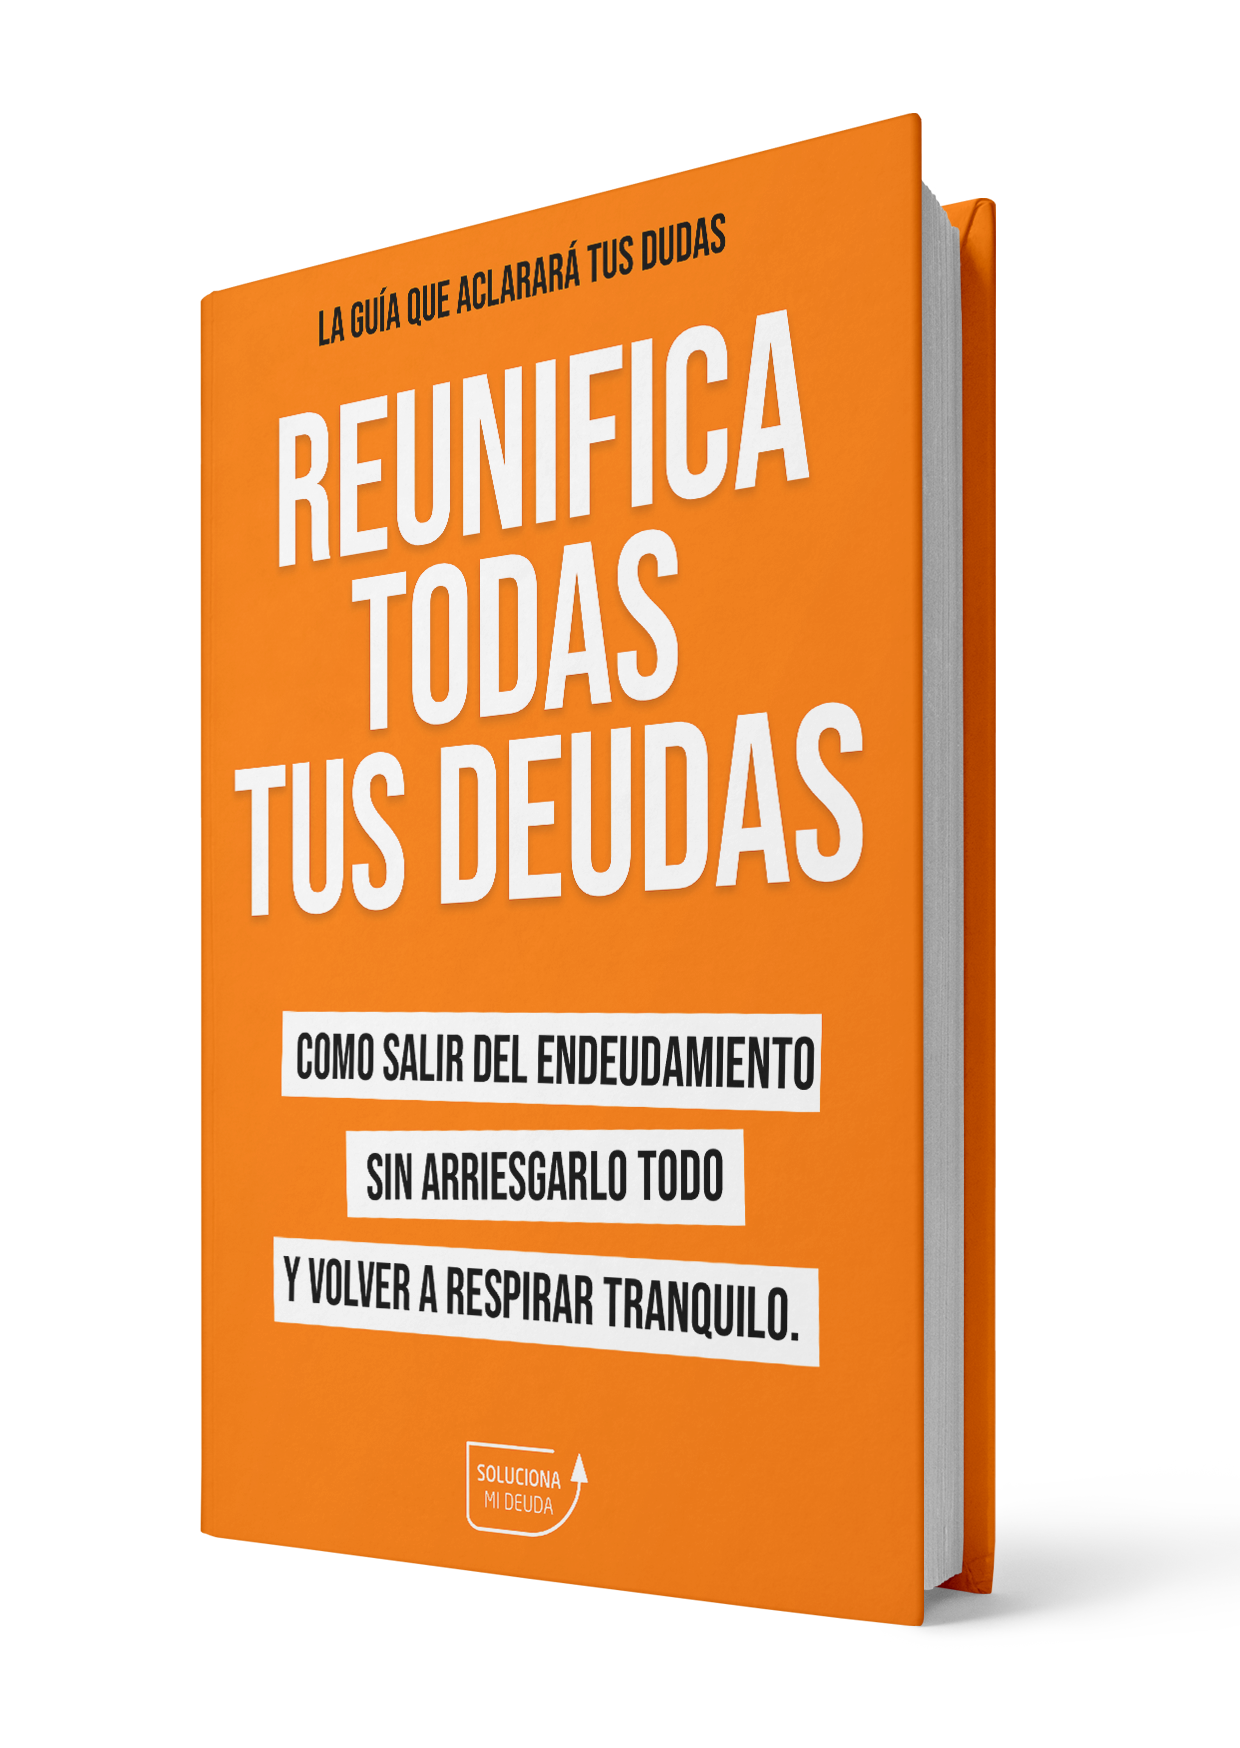 LA GUÍA QUE ACLARARÁ TUS DUDAS
REUNIFICA
TODAS
TUS DEUDAS
COMO SALIR DEL ENDEUDAMIENTO
SIN ARRIESGARLO TODO
Y VOLVER A RESPIRAR TRANQUILO.
SOLUCIONA
MI DEUDA